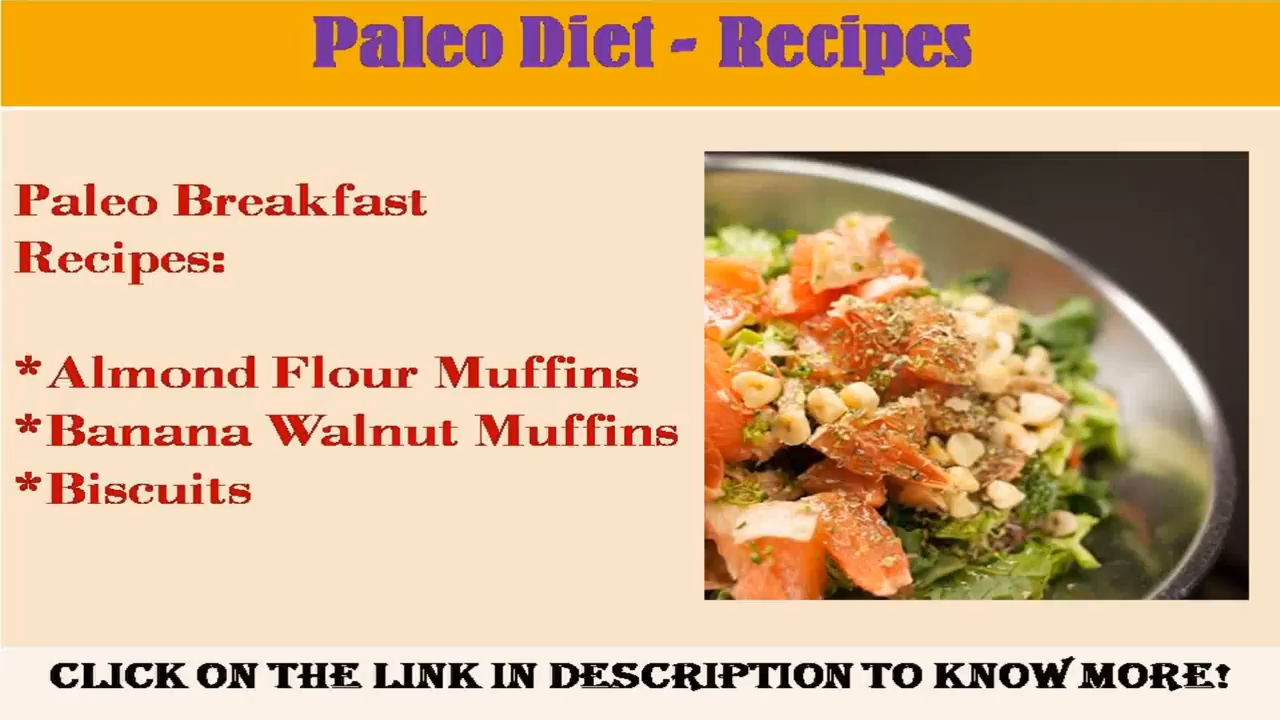 Paleo Diet - Recipes
Paleo Breakfast
Recipes:
*Almond Flour Muffins
*Banana Walnut Muffins
*Biscuits
CLICK ON THE LINK IN DESCRIPTION TO KNOW MORE!